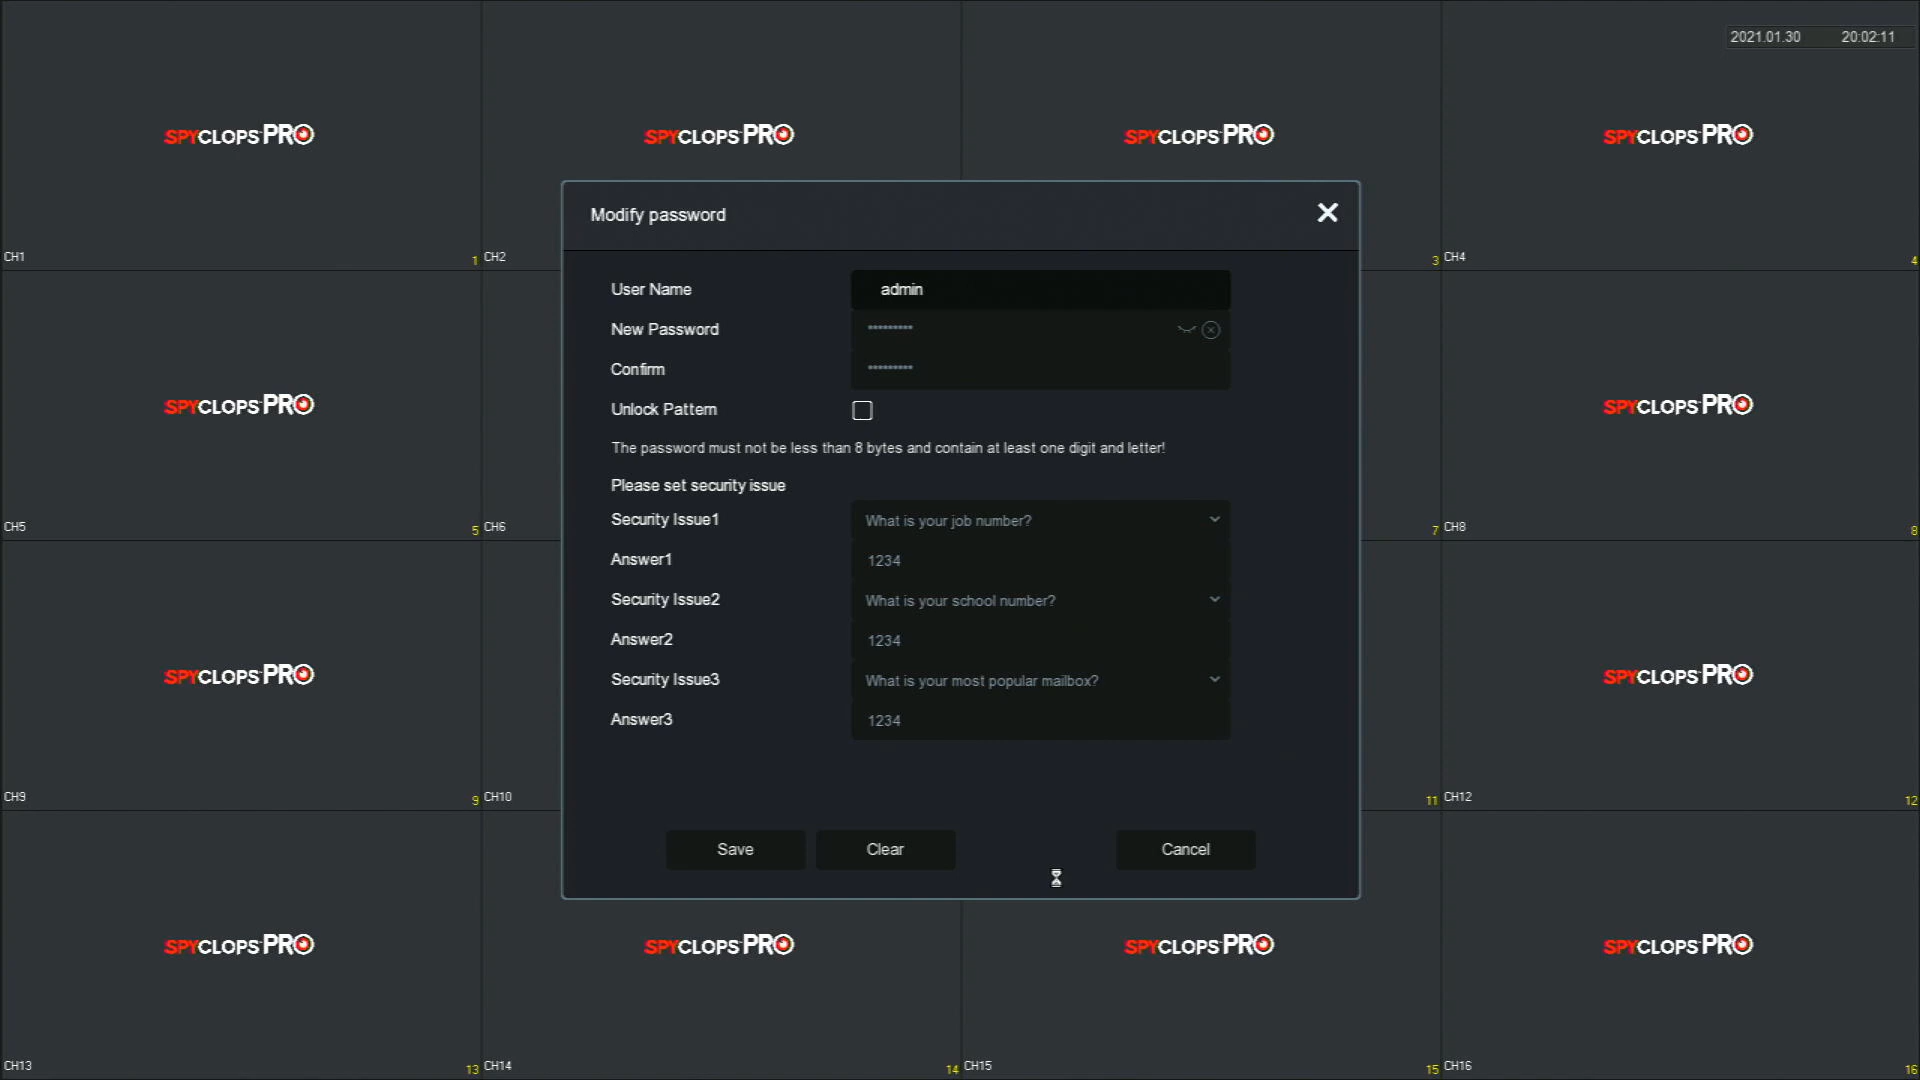 2021.01.30 20:02:11
SPYCLOPS PRO SPYCLOPS PRO SPYCLOPS PRO SPYCLOPS PRO
Modify password
CH1 1 CH2 3 CH4 4
User Name admin
New Password *********
Confirm *********
SPYCLOPS PRO SPYCLOPS PRO
Unlock Pattern
The password must not be less than 8 bytes and contain at least one digit and letter!
Please set security issue
Security Issue1 What is your job number?
CH5 5 CH6 7 CH8 8
Answer1 1234
Security Issue2 What is your school number?
Answer2 1234
SPYCLOPS PRO SPYCLOPS PRO
Security Issue3 What is your most popular mailbox?
Answer3 1234
CH9 9 CH10 11 CH12 12
Save Clear Cancel
SPYCLOPS PRO SPYCLOPS PRO SPYCLOPS PRO SPYCLOPS PRO
CH13 13 CH14 14 CH15 15 CH16 16